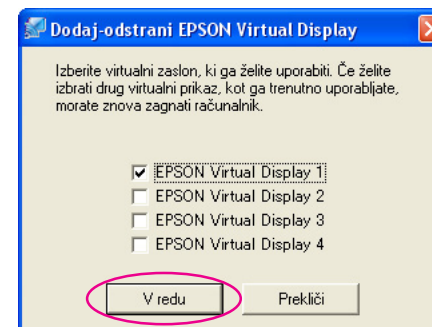 Dodaj-odstrani EPSON Virtual Display
Izberite virtualni zaslon, ki ga želite uporabiti. Če želite
izbrati drug virtualni prikaz, kot ga trenutno uporabljate,
morate znova zagnati računalnik.
EPSON Virtual Display 1
EPSON Virtual Display 2
EPSON Virtual Display 3
EPSON Virtual Display 4
V redu Prekliči